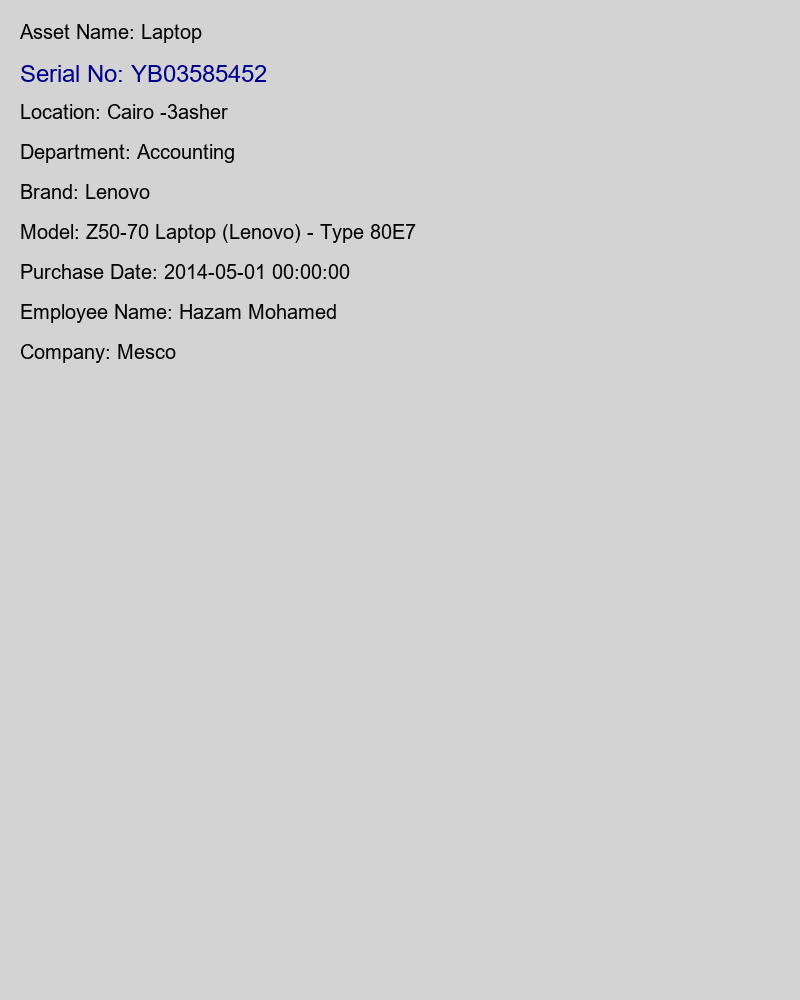 Asset Name: Laptop
Serial No: YB03585452
Location: Cairo -3asher
Department: Accounting
Brand: Lenovo
Model: Z50-70 Laptop (Lenovo) - Type 80E7
Purchase Date: 2014-05-01 00:00:00
Employee Name: Hazam Mohamed
Company: Mesco